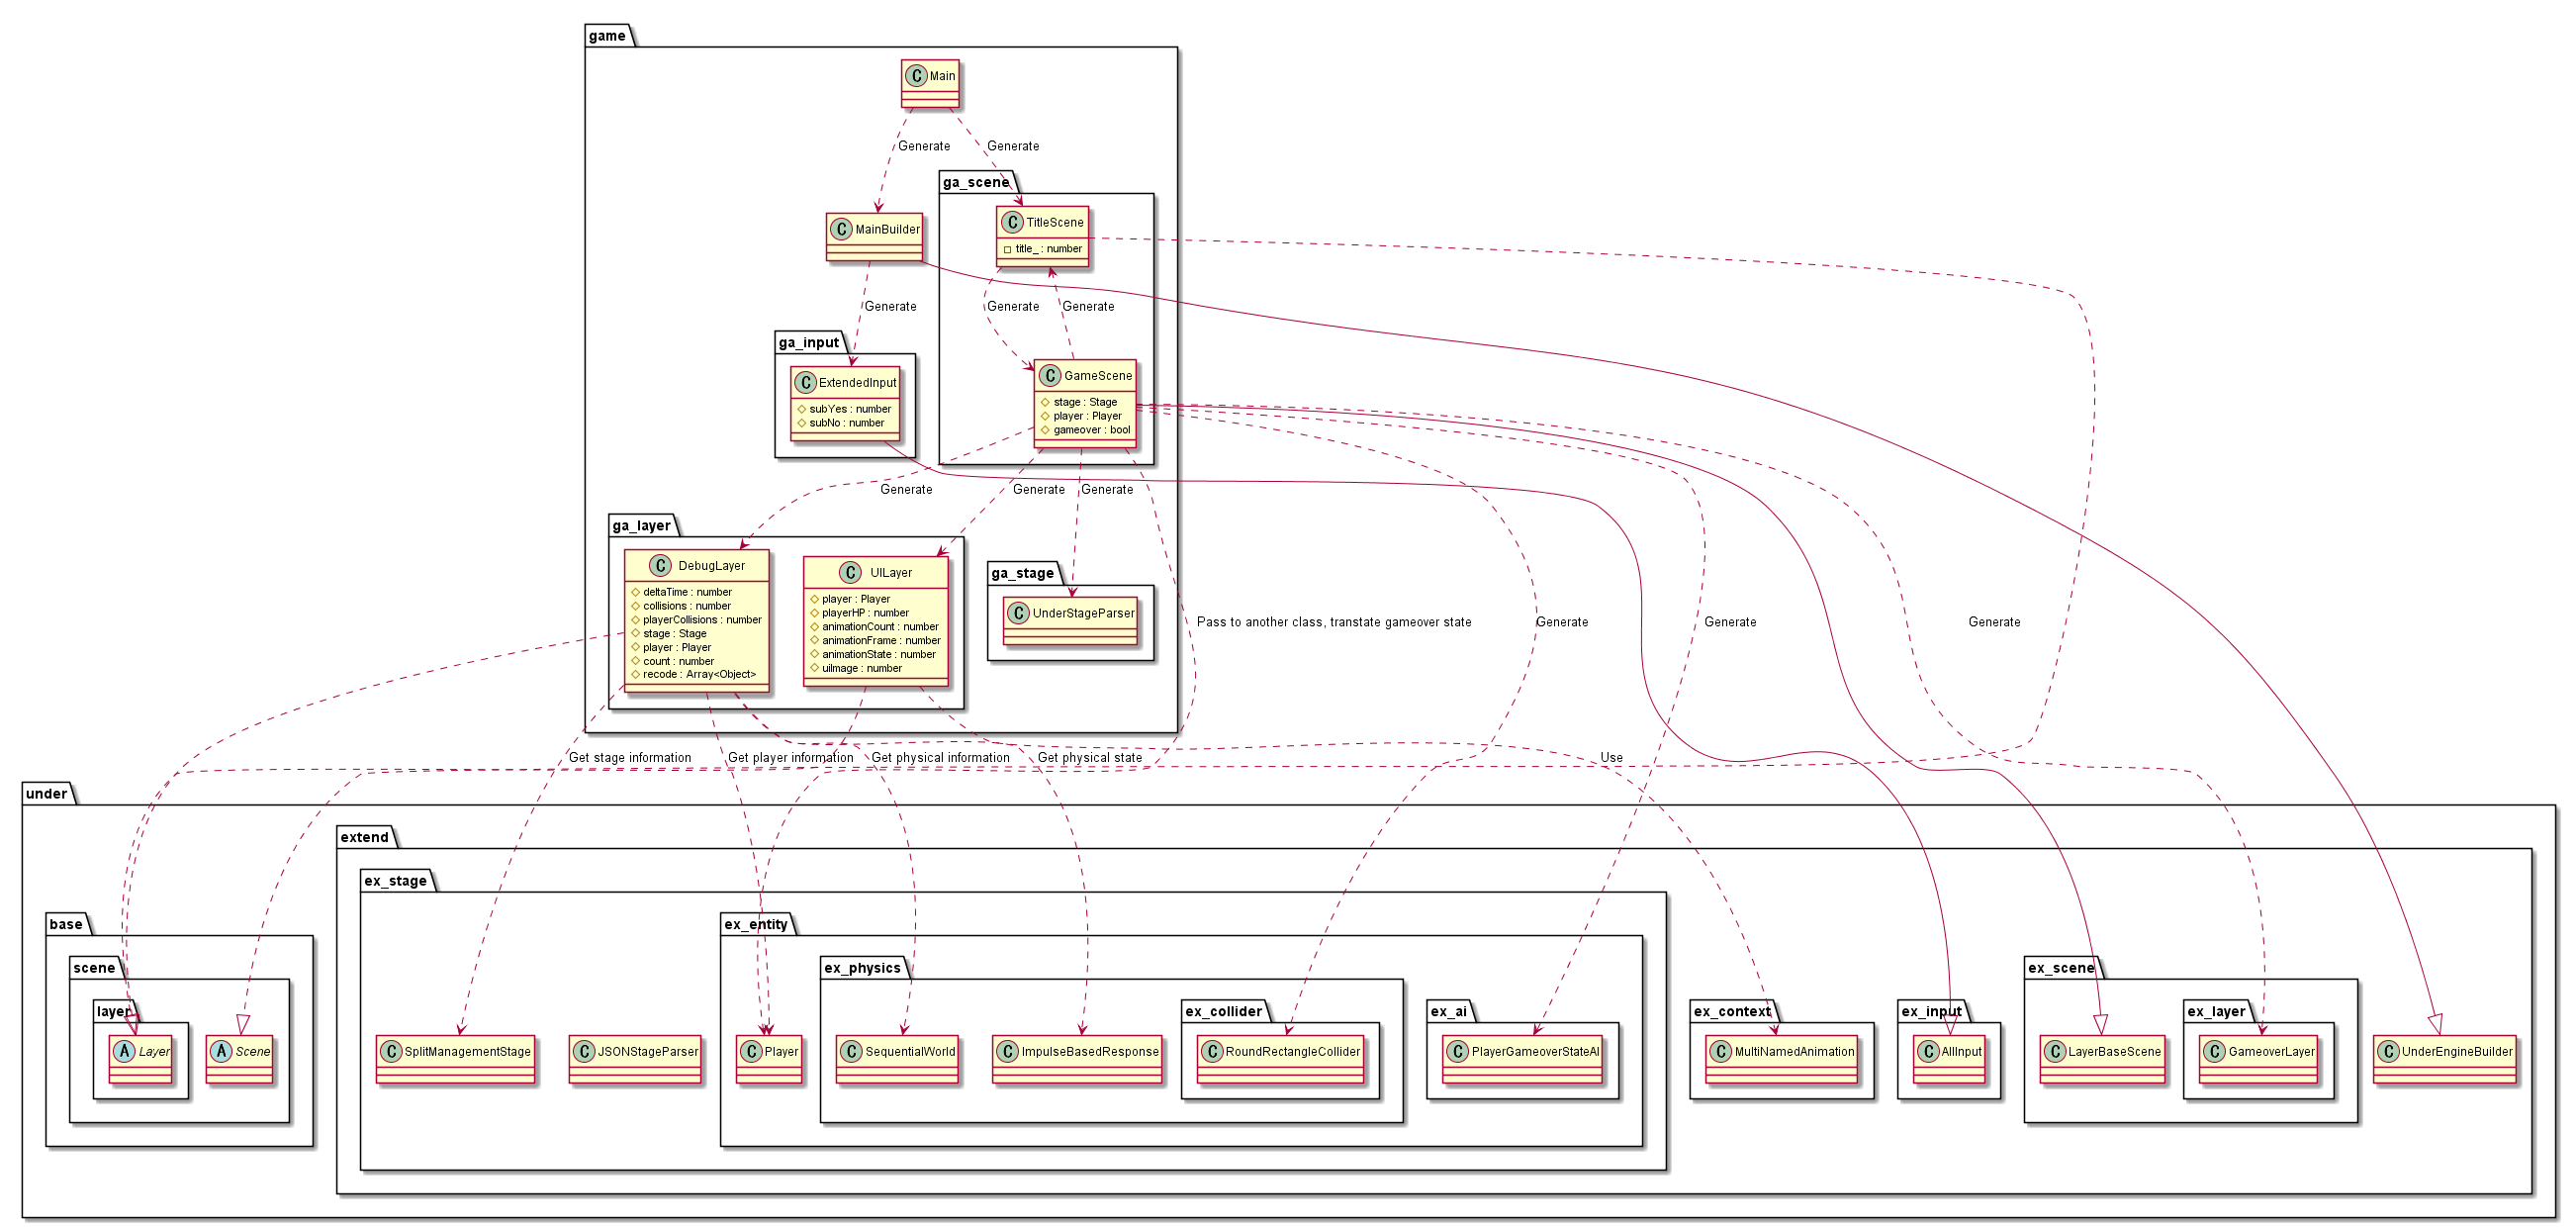 game
C Main
Generate
Generate
ga_scene
C TitleScene
title_ : number
C MainBuilder
Generate
Generate
Generate
ga_input
C ExtendedInput
subYes : number
subNo : number
C GameScene
stage : Stage
player : Player
gameover : bool
Generate
Generate
Generate
ga_layer
C DebugLayer
deltaTime : number
collisions : number
playerCollisions : number
stage : Stage
player : Player
count : number
recode : Array<Object>
C UILayer
player : Player
playerHP : number
animationCount : number
animationFrame : number
animationState : number
uiImage : number
ga_stage
C UnderStageParser
Pass to another class, transtate gameover state
Generate
Generate
Generate
Get stage information
Get player information
Get physical information
Get physical state
Use
under
extend
ex_stage
base
ex_entity
scene
ex_physics
ex_scene
layer
ex_collider
ex_ai
ex_context
ex_input
ex_layer
A Layer
A Scene
C SplitManagementStage
C JSONStageParser
C Player
C SequentialWorld
C ImpulseBasedResponse
C RoundRectangleCollider
C PlayerGameoverStateAI
C MultiNamedAnimation
C AllInput
C LayerBaseScene
C GameoverLayer
C UnderEngineBuilder